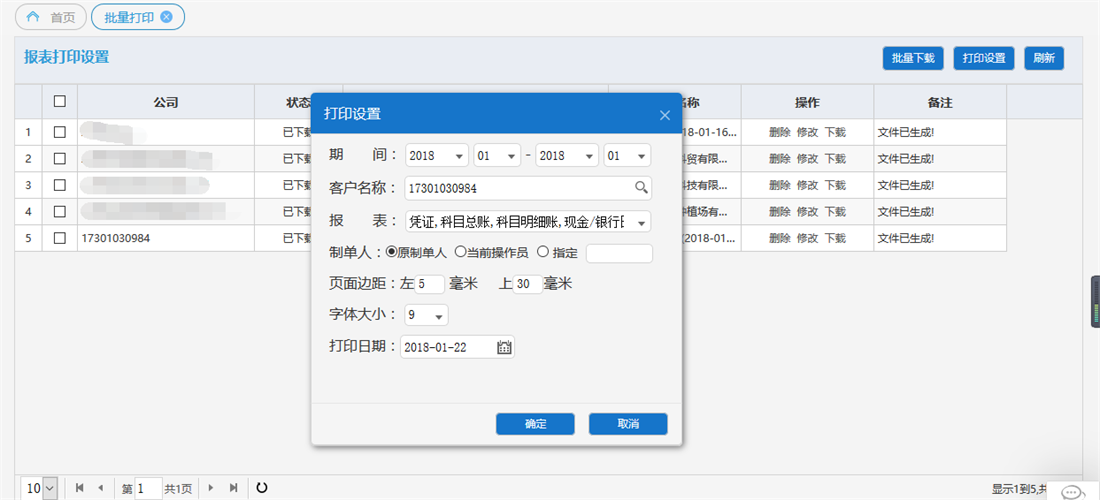 首页 批量打印
报表打印设置 批量下载 打印设置 刷新
公司 状态 名称 操作 备注
1 已下载 18-01-16... 删除 修改 下载 文件已生成!
2 已下载 贸有限... 删除 修改 下载 文件已生成!
3 已下载 科技有限... 删除 修改 下载 文件已生成!
4 已下载 植场有... 删除 修改 下载 文件已生成!
5 17301030984 已下载 (2018-01... 删除 修改 下载 文件已生成!
打印设置
期 间： 2018 01 - 2018 01
客户名称： 17301030984
报 表： 凭证,科目总账,科目明细账,现金/银行日
制单人： 原制单人 当前操作员 指定
页面边距：左 5 毫米 上 30 毫米
字体大小： 9
打印日期： 2018-01-22
确定 取消
10 第 1 共1页 显示1到5,共